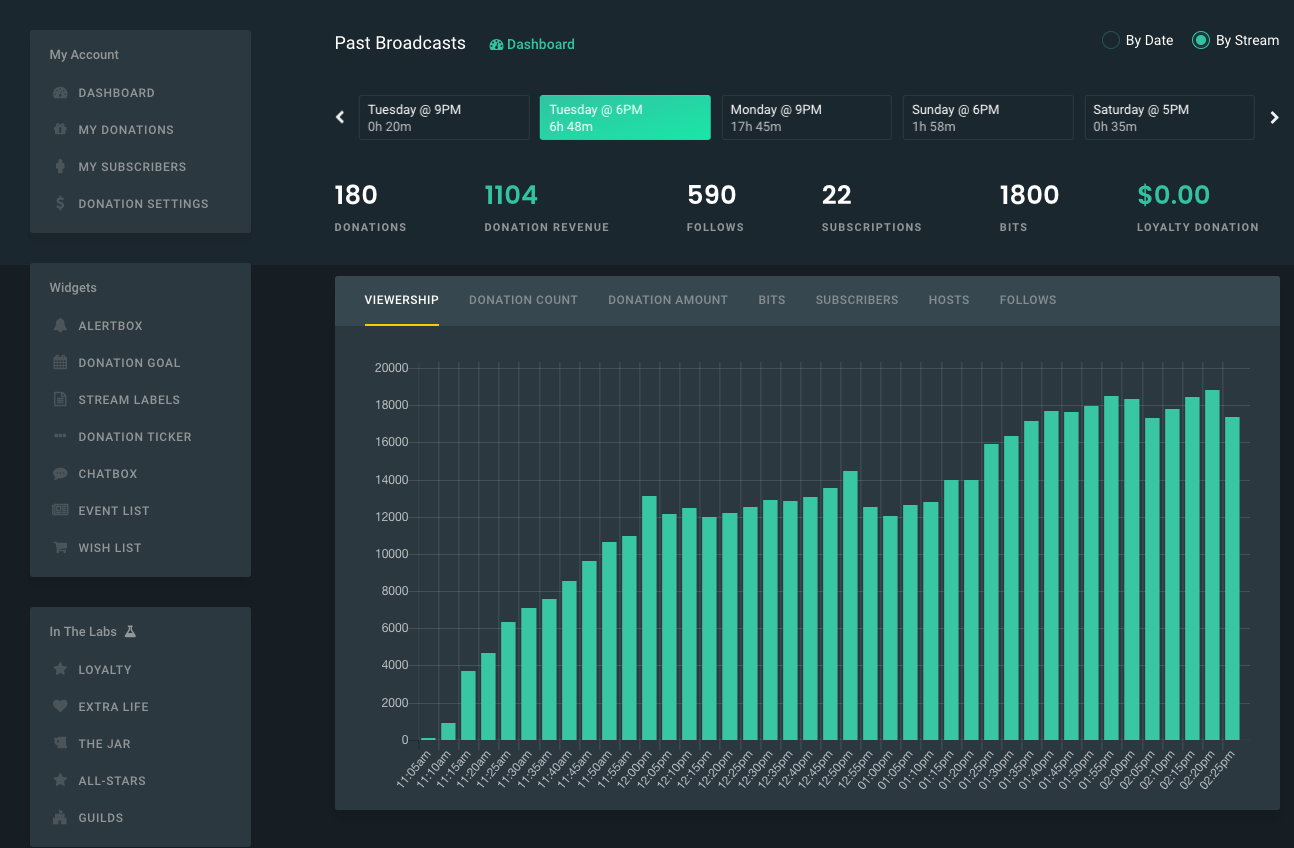 My Account
DASHBOARD
MY DONATIONS
MY SUBSCRIBERS
DONATION SETTINGS
Widgets
ALERTBOX
DONATION GOAL
STREAM LABELS
DONATION TICKER
CHATBOX
EVENT LIST
WISH LIST
In The Labs
LOYALTY
EXTRA LIFE
THE JAR
ALL-STARS
GUILDS
Past Broadcasts Dashboard By Date By Stream
Tuesday @ 9PM
0h 20m
Tuesday @ 6PM
6h 48m
Monday @ 9PM
17h 45m
Sunday @ 6PM
1h 58m
Saturday @ 5PM
0h 35m
180
DONATIONS
1104
DONATION REVENUE
590
FOLLOWS
22
SUBSCRIPTIONS
1800
BITS
$0.00
LOYALTY DONATION
VIEWERSHIP DONATION COUNT DONATION AMOUNT BITS SUBSCRIBERS HOSTS FOLLOWS
20000
18000
16000
14000
12000
10000
8000
6000
4000
2000
0
11:05am
11:10am
11:15am
11:20am
11:25am
11:30am
11:35am
11:40am
11:45am
11:50am
11:55am
12:00pm
12:05pm
12:10pm
12:15pm
12:20pm
12:25pm
12:30pm
12:35pm
12:40pm
12:45pm
12:50pm
12:55pm
01:00pm
01:05pm
01:10pm
01:15pm
01:20pm
01:25pm
01:30pm
01:35pm
01:40pm
01:45pm
01:50pm
01:55pm
02:00pm
02:05pm
02:10pm
02:15pm
02:20pm
02:25pm